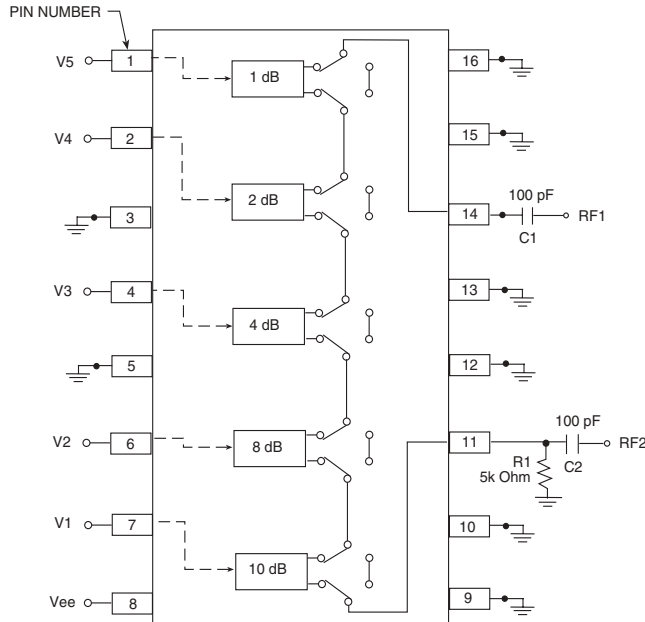 PIN NUMBER
V5
1
1 dB
16
V4
2
15
2 dB
100 pF
3
14
RF1
C1
V3
4
13
4 dB
5
12
100 pF
V2
6
8 dB
11
RF2
R1
5k Ohm
C2
V1
7
10
10 dB
Vee
8
9